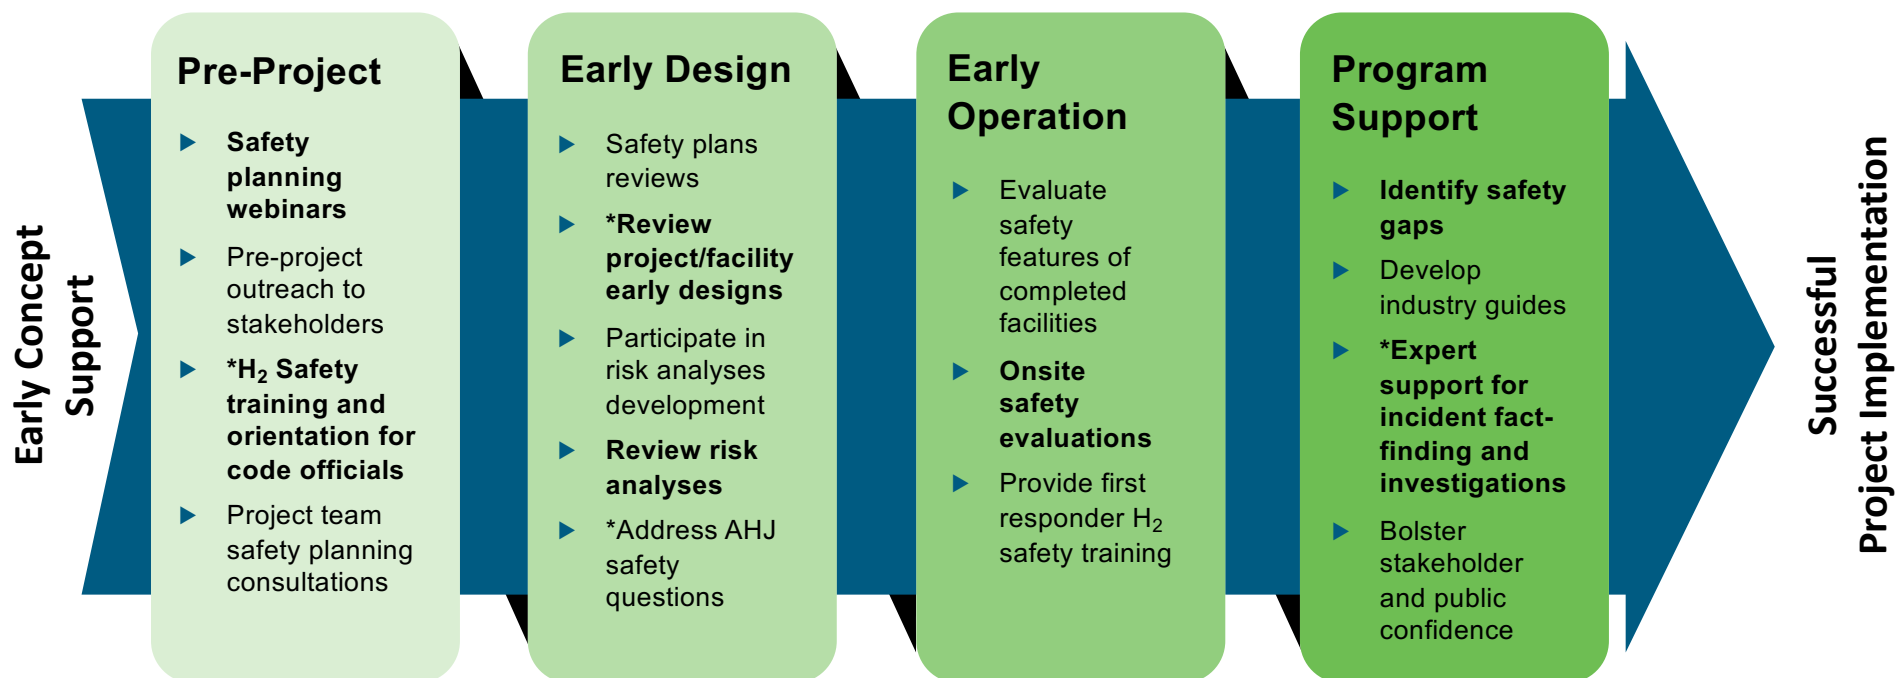 Early Concept
Support
Pre-Project
Safety
planning
webinars
Pre-project
outreach to
stakeholders
*H₂ Safety
training and
orientation for
code officials
Project team
safety planning
consultations
Early Design
Safety plans
reviews
*Review
project/facility
early designs
Participate in
risk analyses
development
Review risk
analyses
*Address AHJ
safety
questions
Early
Operation
Evaluate
safety
features of
completed
facilities
Onsite
safety
evaluations
Provide first
responder H₂
safety training
Program
Support
Identify safety
gaps
Develop
industry guides
*Expert
support for
incident fact-
finding and
investigations
Bolster
stakeholder
and public
confidence
Successful
Project Implementation